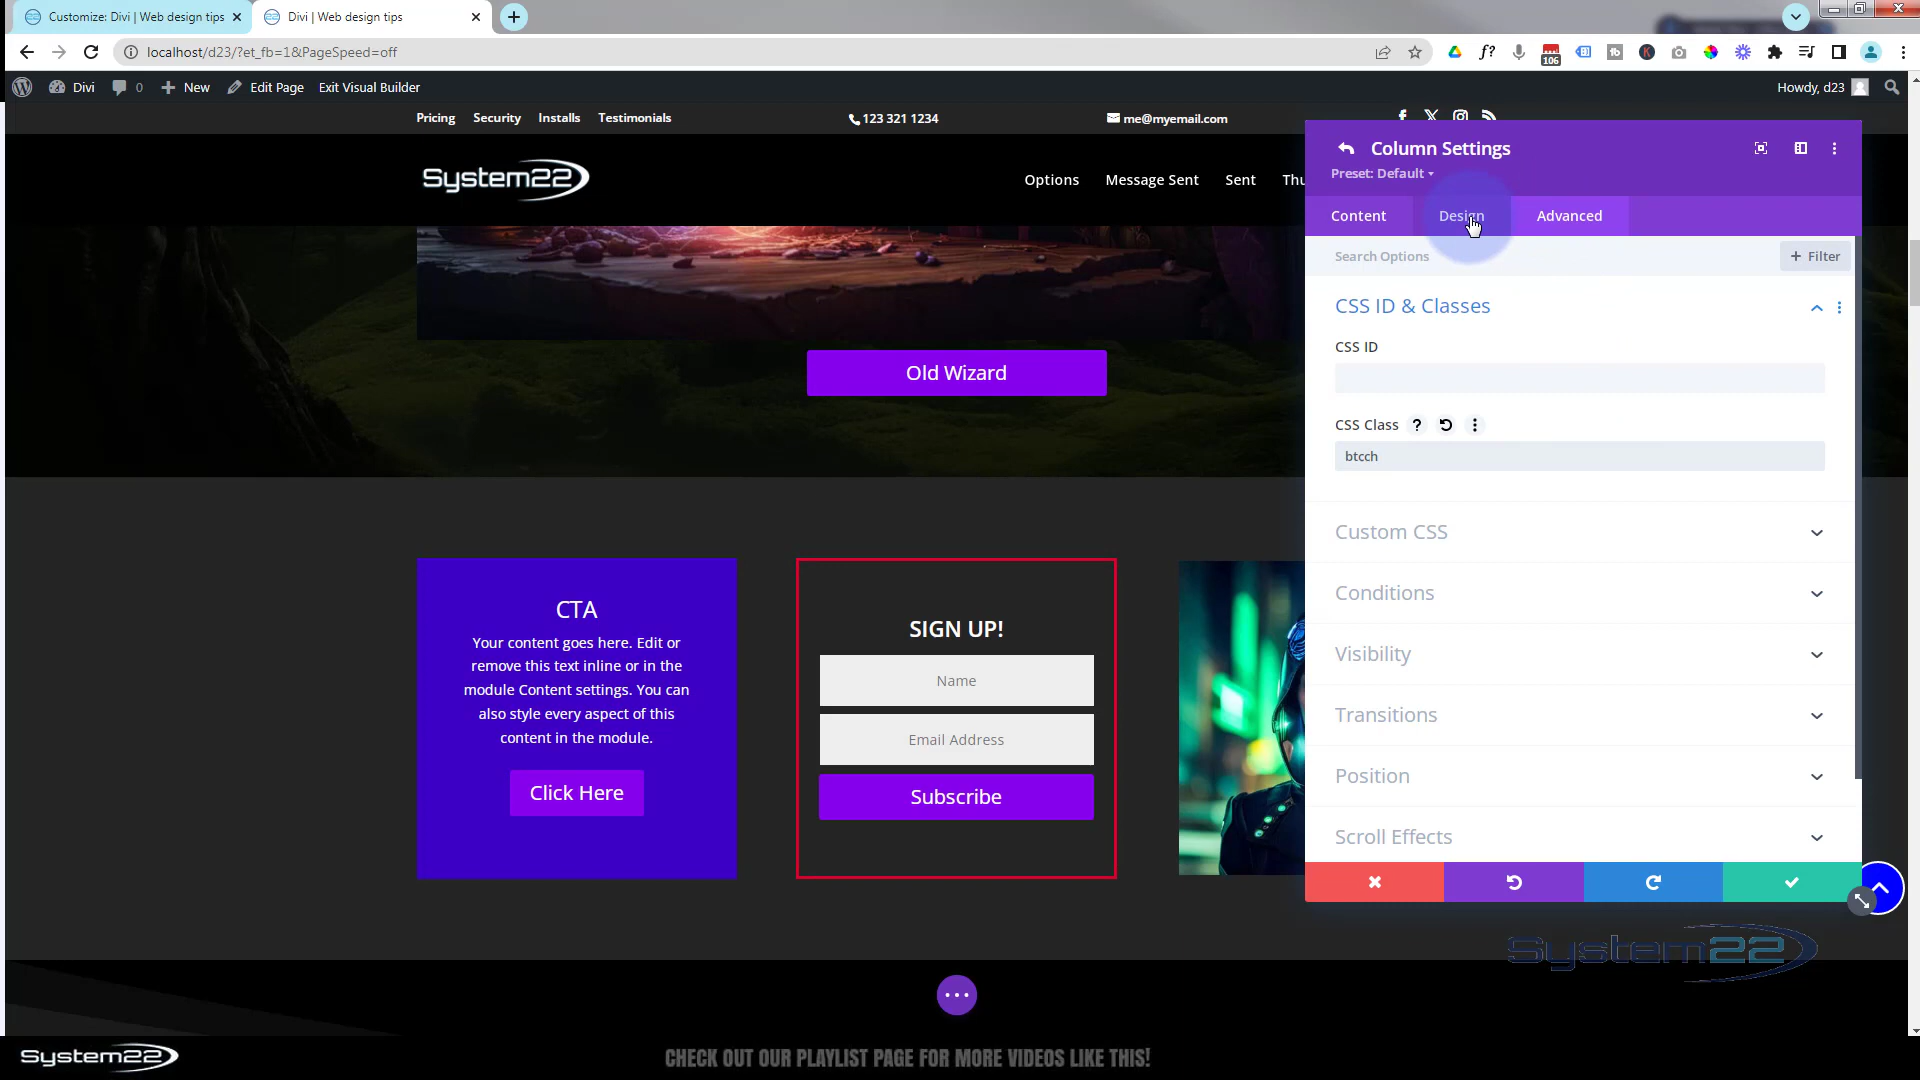 Customize: Divi | Web design tips
Divi | Web design tips
localhost/d23/?et_fb=1&PageSpeed=off
106
Divi 0 New Edit Page Exit Visual Builder
Howdy, d23
Pricing Security Installs Testimonials
123 321 1234
me@myemail.com
System22
Options Message Sent Sent Thu
Old Wizard
CTA
Your content goes here. Edit or
remove this text inline or in the
module Content settings. You can
also style every aspect of this
content in the module.
Click Here
SIGN UP!
Name
Email Address
Subscribe
Column Settings
Preset: Default
Content Design Advanced
Search Options
+ Filter
CSS ID & Classes
CSS ID
CSS Class
btcch
Custom CSS
Conditions
Visibility
Transitions
Position
Scroll Effects
System22
System22
CHECK OUT OUR PLAYLIST PAGE FOR MORE VIDEOS LIKE THIS!